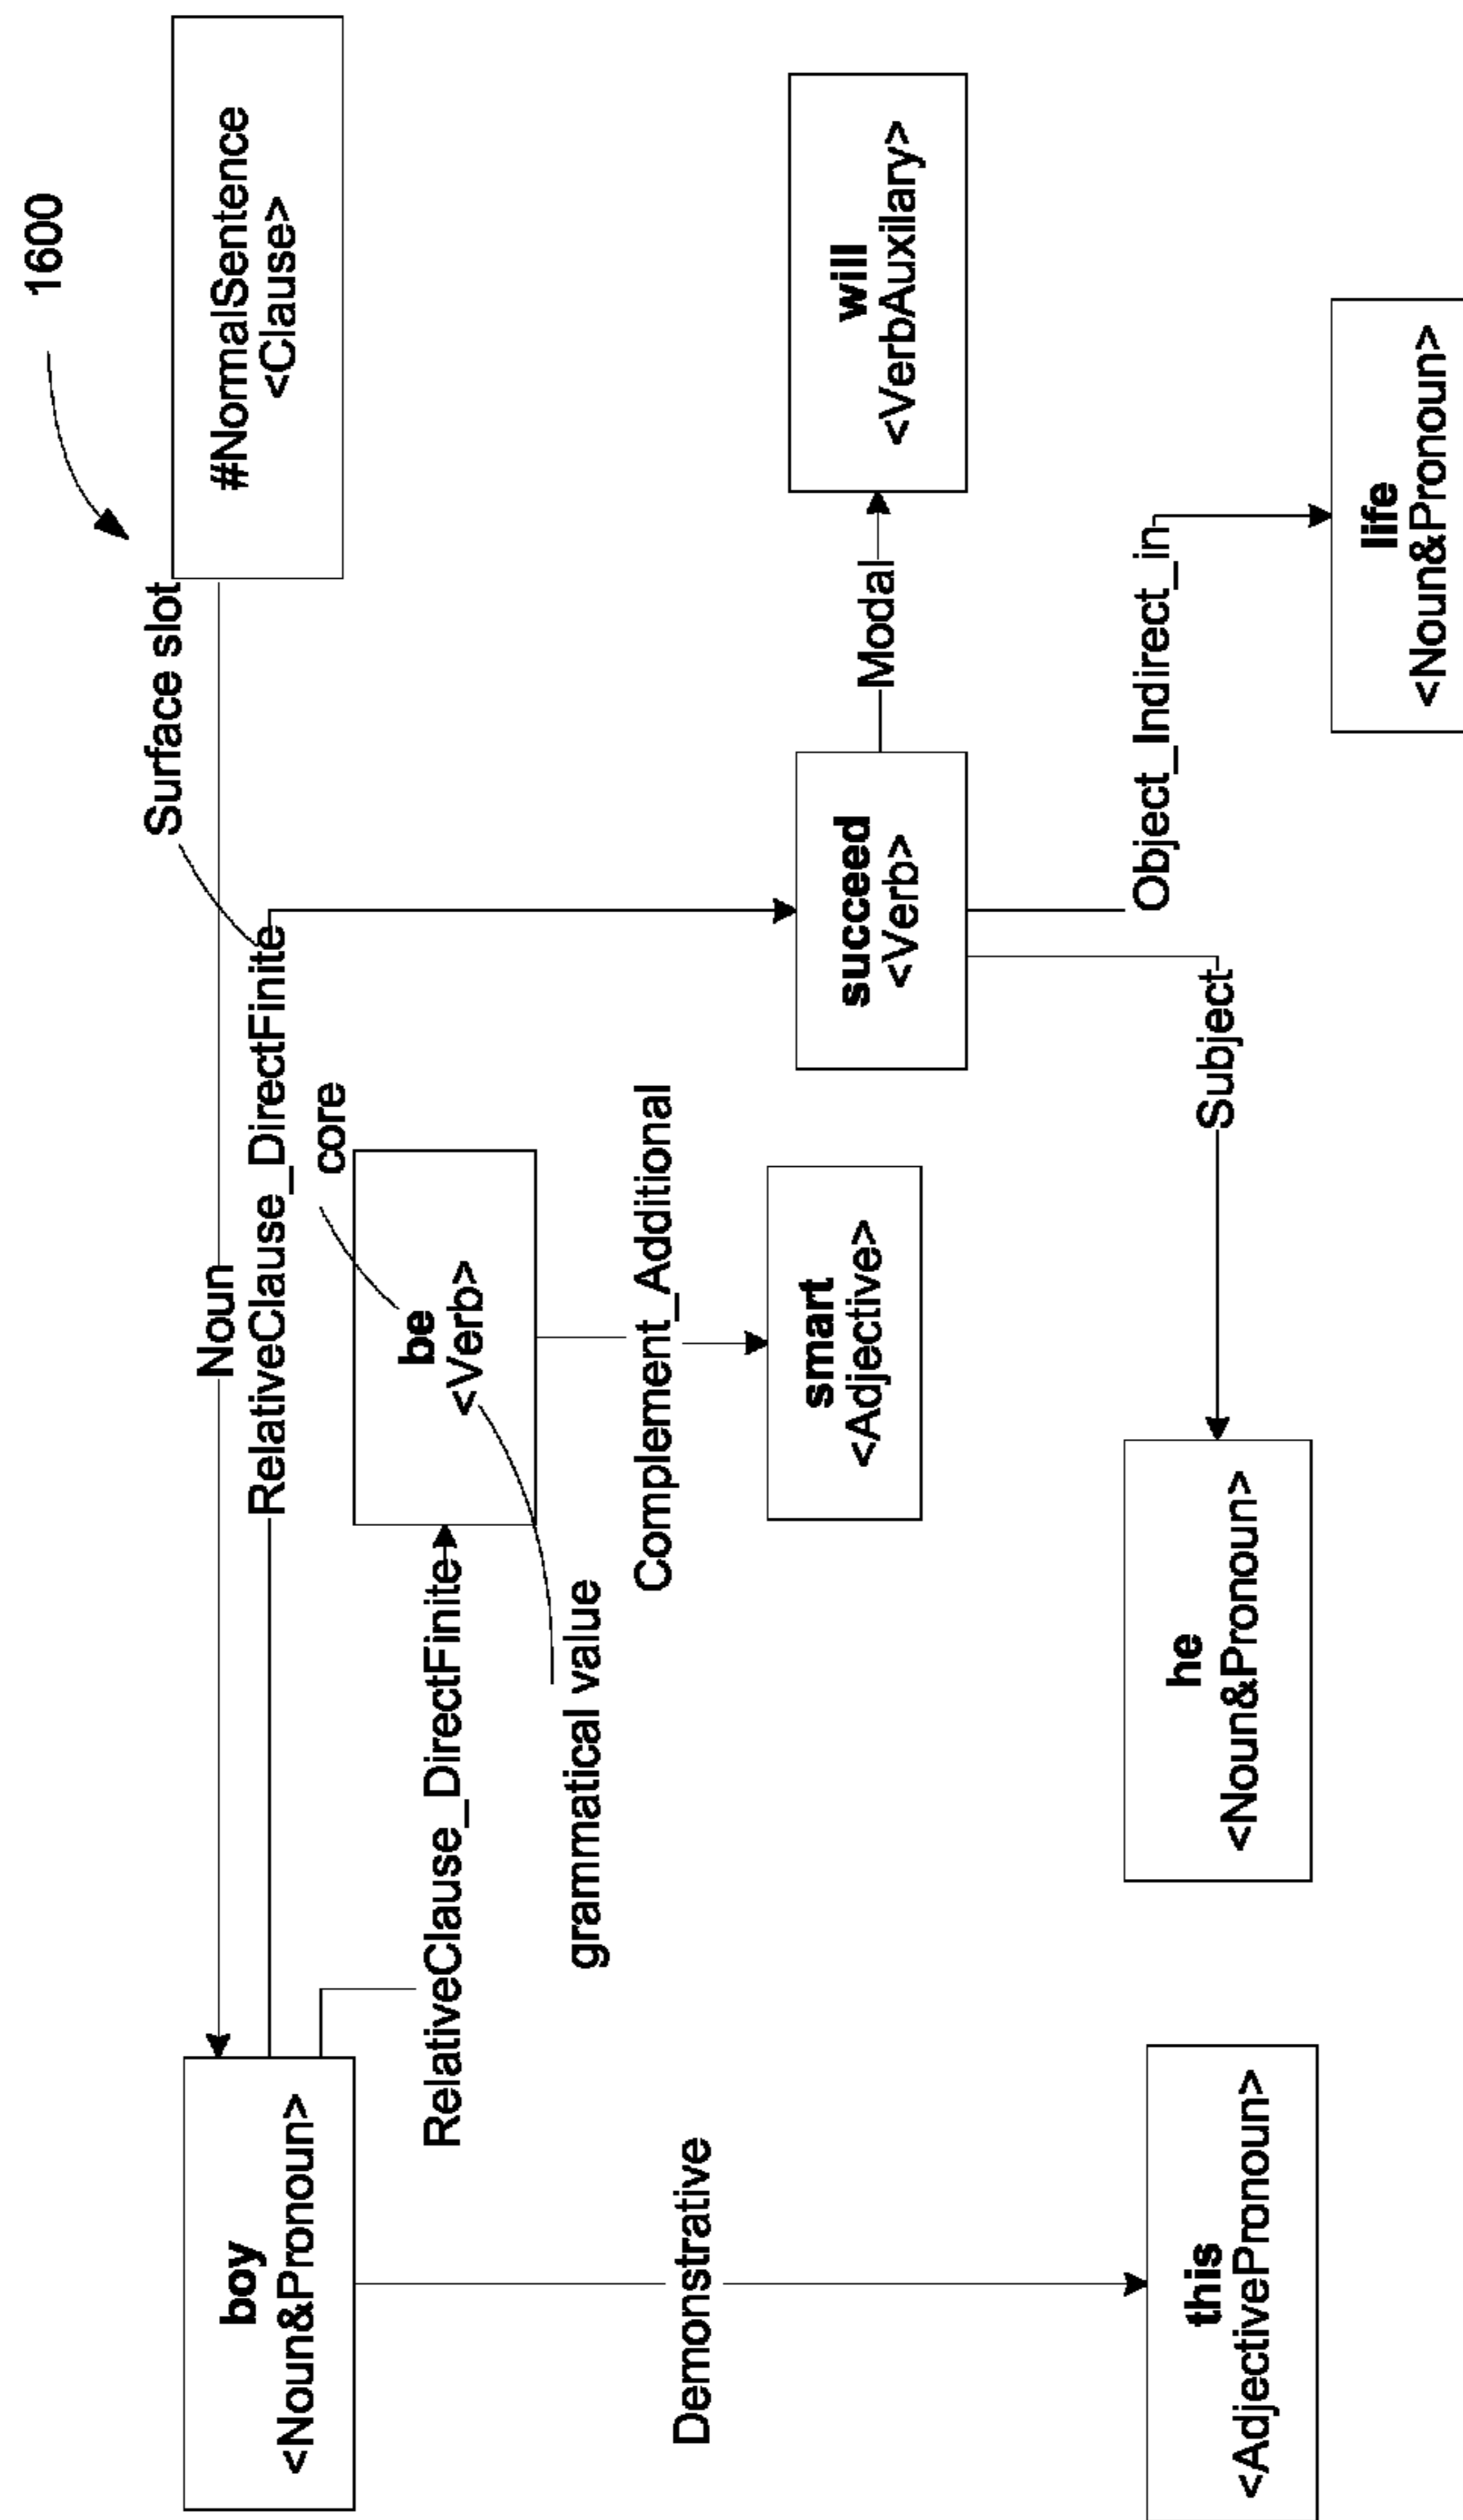 1600
#NormalSentence
<Clause>
Surface slot
Noun
RelativeClause_DirectFinite
boy
<Noun&Pronoun>
core
be
<Verb>
RelativeClause_DirectFinite
grammatical value
Complement_Additional
Demonstrative
smart
<Adjective>
succeed
<Verb>
Modal
will
<VerbAuxilary>
Object_Indirect_in
Subject
this
<AdjectivePronoun>
he
<Noun&Pronoun>
life
<Noun&Pronoun>